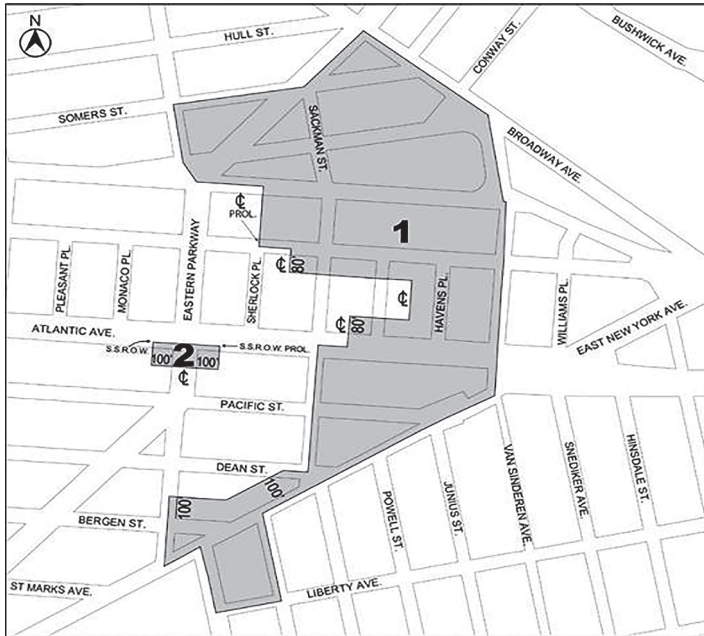 N
HULL ST.
CONWAY ST.
BUSHWICK AVE.
SOMERS ST.
SACKMAN ST.
BROADWAY AVE.
℄
PROL.
1
EASTERN PARKWAY
PLEASANT PL.
MONACO PL.
SHERLOCK PL.
℄
80'
℄
HAVENS PL.
WILLIAMS PL.
℄
80'
EAST NEW YORK AVE.
ATLANTIC AVE.
S.S.R.O.W.
2
S.S.R.O.W. PROL.
100'
100'
℄
PACIFIC ST.
DEAN ST.
100'
100'
BERGEN ST.
POWELL ST.
JUNIUS ST.
VAN SINDEREN AVE.
SNEDIKER AVE.
HINSDALE ST.
ST MARKS AVE.
LIBERTY AVE.